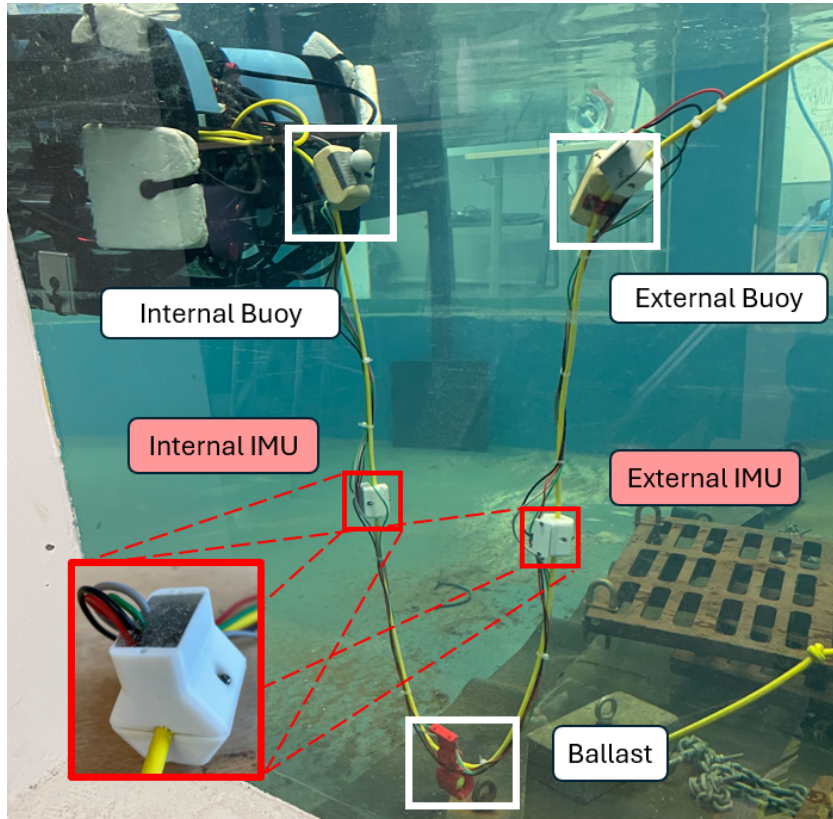 Internal Buoy
External Buoy
Internal IMU
External IMU
Ballast